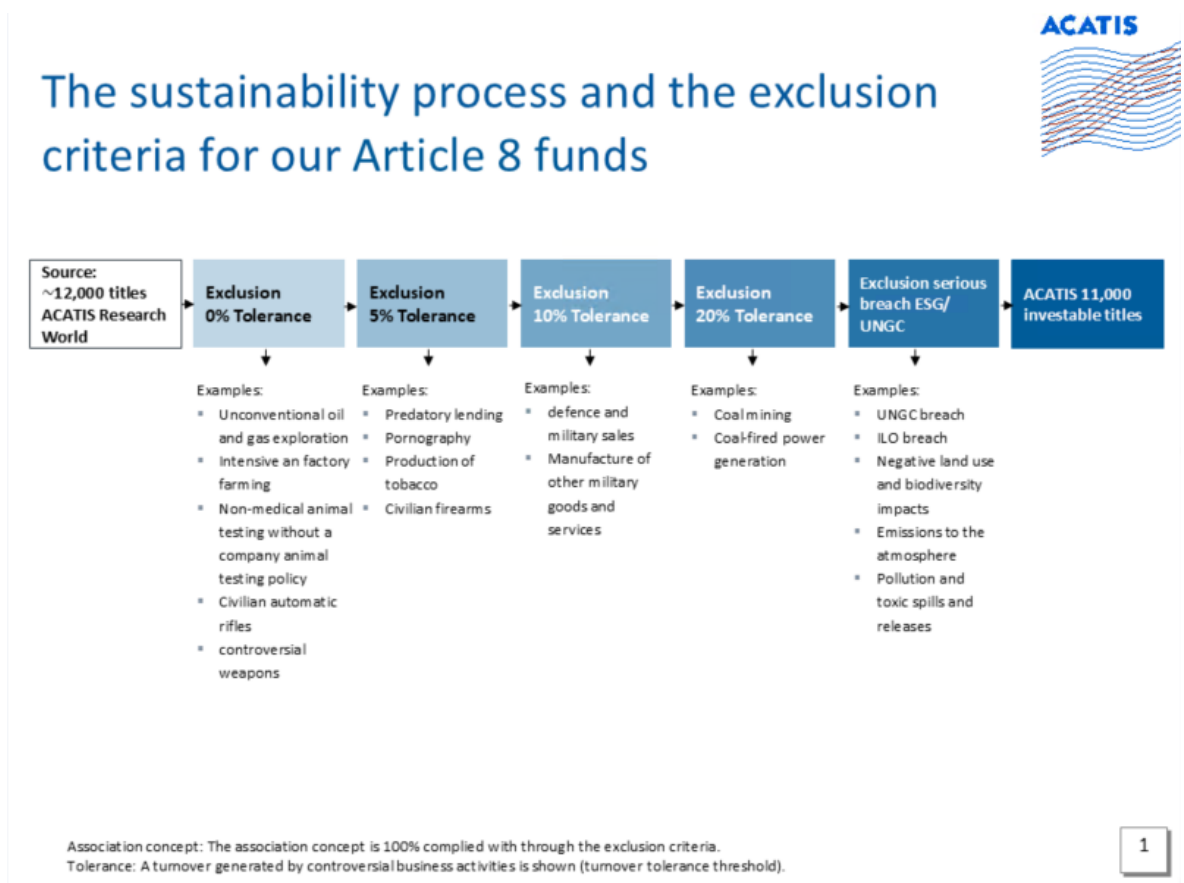 ACATIS
The sustainability process and the exclusion
criteria for our Article 8 funds
Source:
~12,000 titles
ACATIS Research
World
Exclusion
0% Tolerance
Exclusion
5% Tolerance
Exclusion
10% Tolerance
Exclusion
20% Tolerance
Exclusion serious
breach ESG/
UNGC
ACATIS 11,000
investable titles
Examples:
▪ Unconventional oil
and gas exploration
▪ Intensive an factory
farming
▪ Non-medical animal
testing without a
company animal
testing policy
▪ Civilian automatic
rifles
▪ controversial
weapons
Examples:
▪ Predatory lending
▪ Pornography
▪ Production of
tobacco
▪ Civilian firearms
Examples:
▪ defence and
military sales
▪ Manufacture of
other military
goods and
services
Examples:
▪ Coal mining
▪ Coal-fired power
generation
Examples:
▪ UNGC breach
▪ ILO breach
▪ Negative land use
and biodiversity
impacts
▪ Emissions to the
atmosphere
▪ Pollution and
toxic spills and
releases
Association concept: The association concept is 100% complied with through the exclusion criteria.
Tolerance: A turnover generated by controversial business activities is shown (turnover tolerance threshold).
1